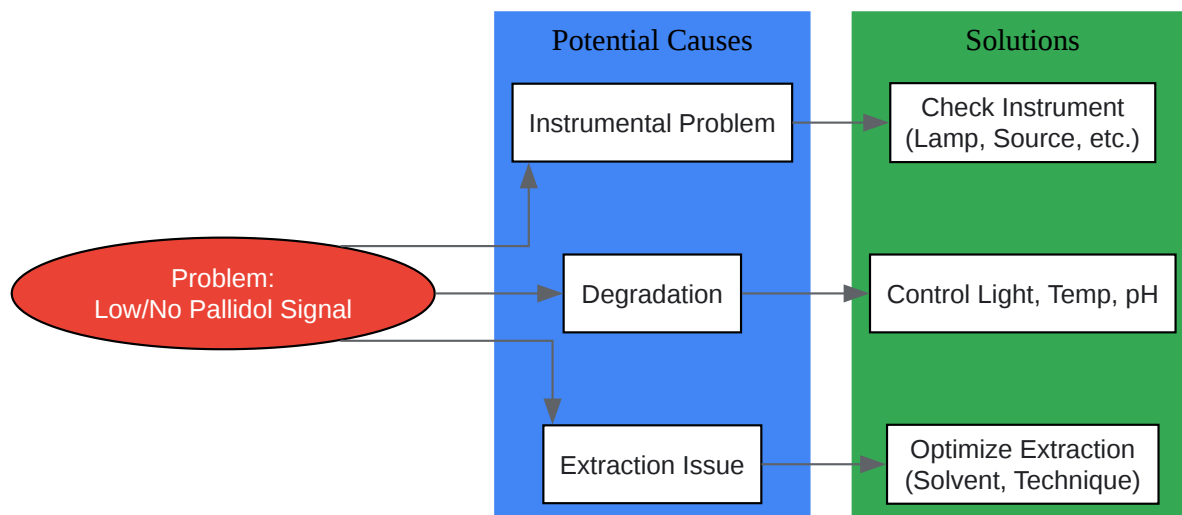 Potential Causes
Solutions
Instrumental Problem
Check Instrument
(Lamp, Source, etc.)
Problem:
Low/No Pallidol Signal
Degradation
Control Light, Temp, pH
Extraction Issue
Optimize Extraction
(Solvent, Technique)